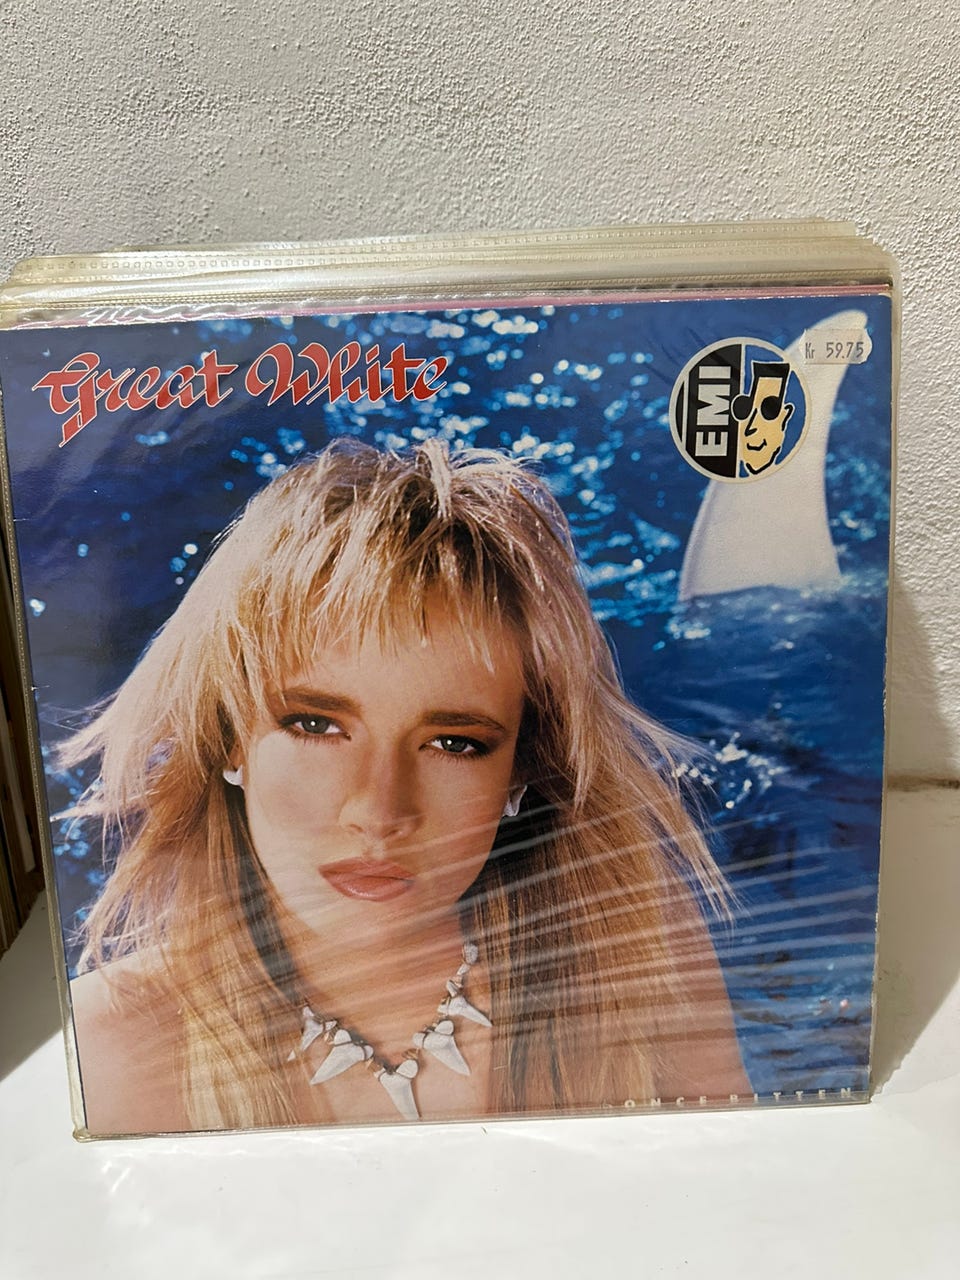 Great White
EMI
Kr 59.75
ONCE BITTEN